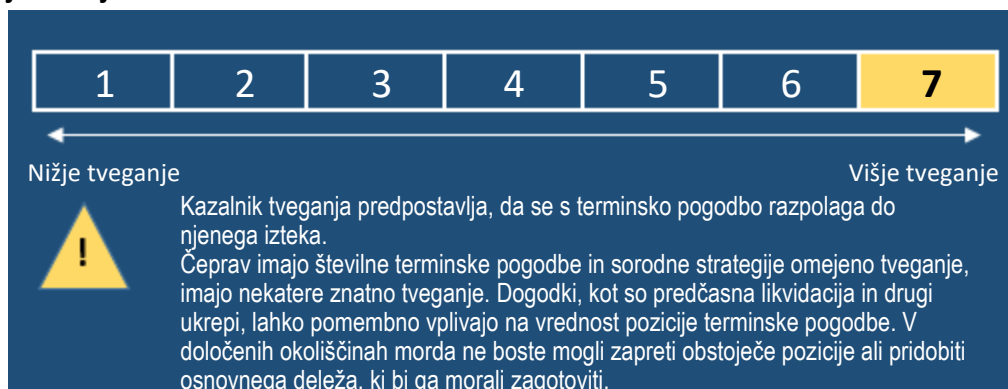 1 2 3 4 5 6 7
Nižje tveganje Višje tveganje
Kazalnik tveganja predpostavlja, da se s terminsko pogodbo razpolaga do
njenega izteka.
!
Čeprav imajo številne terminske pogodbe in sorodne strategije omejeno tveganje,
imajo nekatere znatno tveganje. Dogodki, kot so predčasna likvidacija in drugi
ukrepi, lahko pomembno vplivajo na vrednost pozicije terminske pogodbe. V
določenih okoliščinah morda ne boste mogli zapreti obstoječe pozicije ali pridobiti
osnovnega deleža, ki bi ga morali zagotoviti.